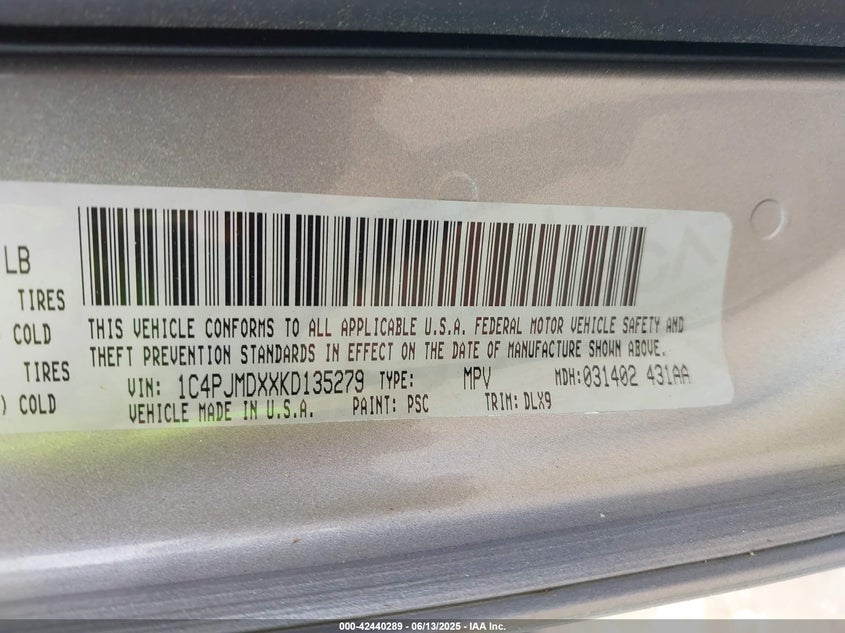 LB
TIRES
COLD
TIRES
) COLD
THIS VEHICLE CONFORMS TO ALL APPLICABLE U.S.A. FEDERAL MOTOR VEHICLE SAFETY AND
THEFT PREVENTION STANDARDS IN EFFECT ON THE DATE OF MANUFACTURE SHOWN ABOVE.
VIN: 1C4PJMDXXKD135279 TYPE: MPV MDH:031402 431AA
VEHICLE MADE IN U.S.A. PAINT: PSC TRIM: DLX9
000-42440289 - 06/13/2025 - IAA Inc.